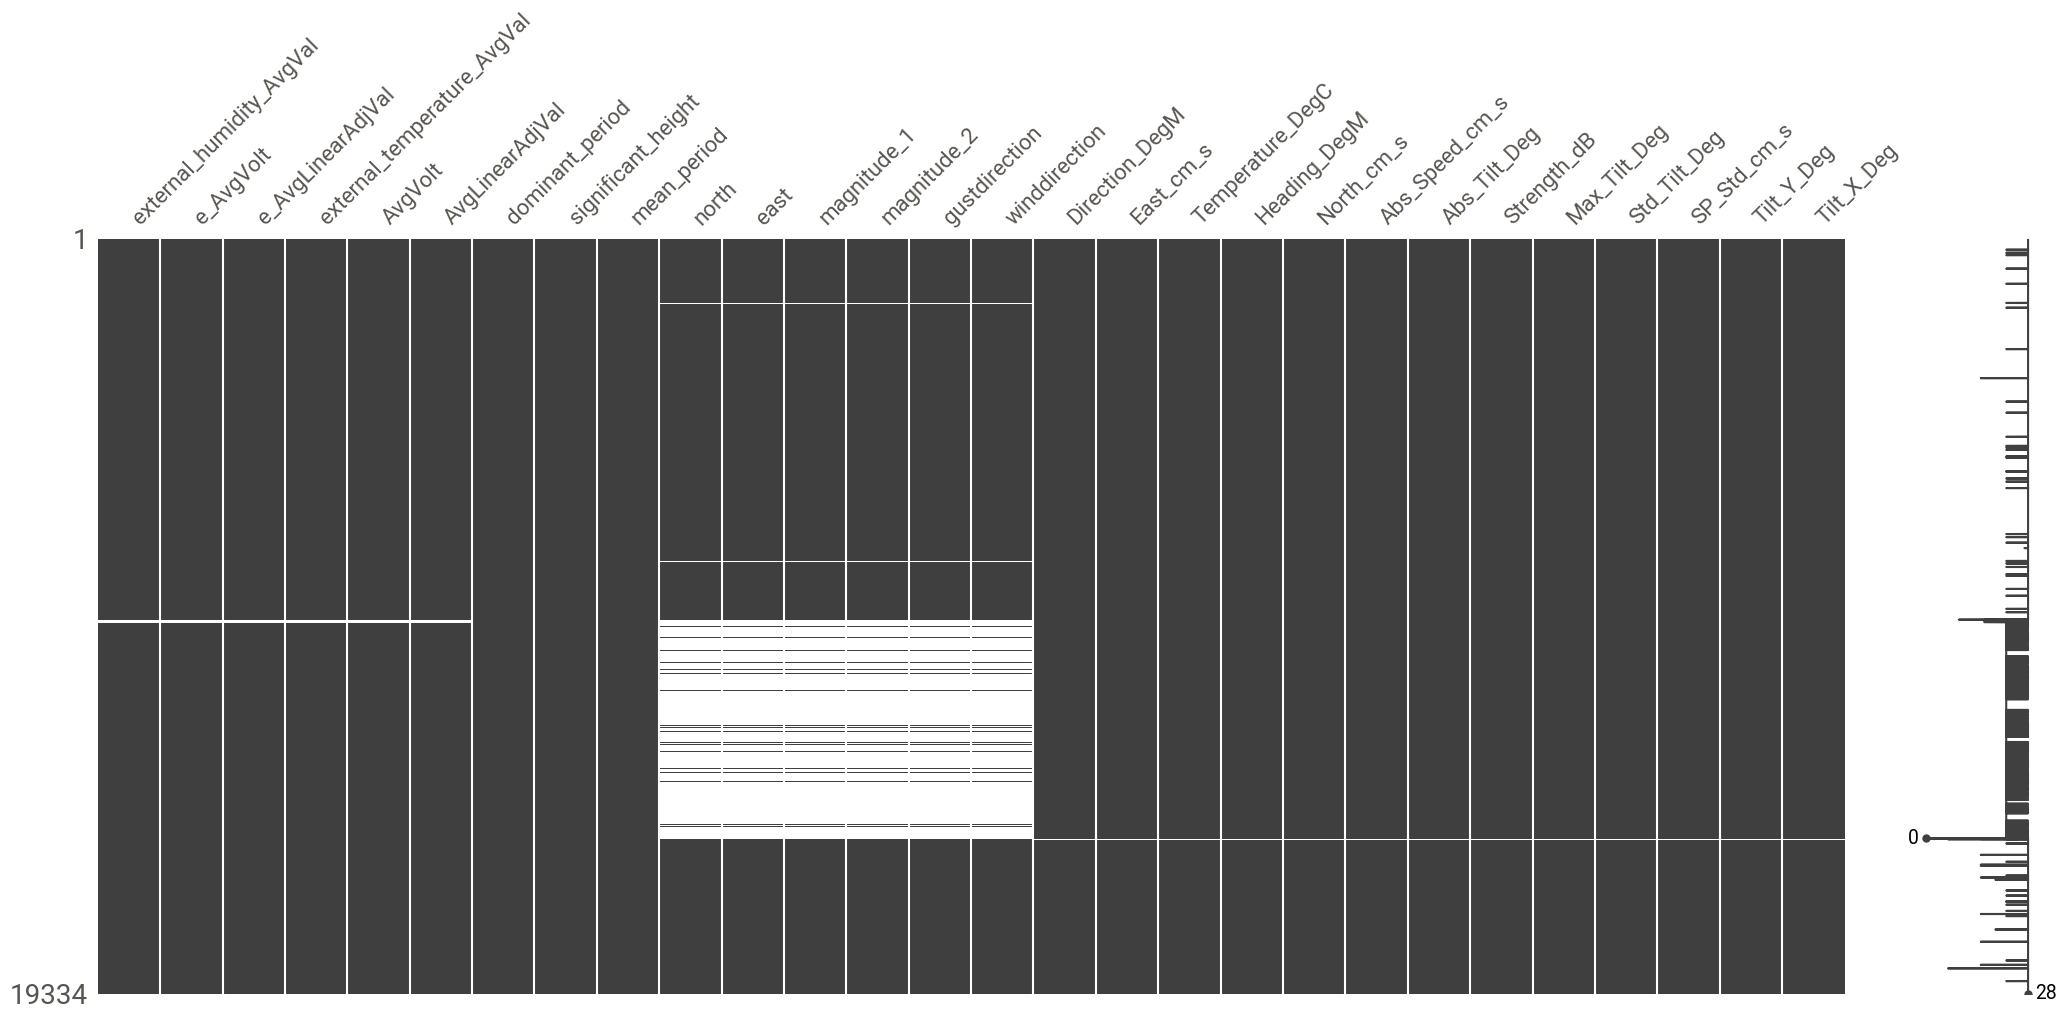 external_humidity_AvgVal
e_AvgVolt
e_AvgLinearAdjVal
external_temperature_AvgVal
AvgVolt
AvgLinearAdjVal
dominant_period
significant_height
mean_period
north
east
magnitude_1
magnitude_2
gustdirection
winddirection
Direction_DegM
East_cm_s
Temperature_DegC
Heading_DegM
North_cm_s
Abs_Speed_cm_s
Abs_Tilt_Deg
Strength_dB
Max_Tilt_Deg
Std_Tilt_Deg
SP_Std_cm_s
Tilt_Y_Deg
Tilt_X_Deg
1
0
19334
28